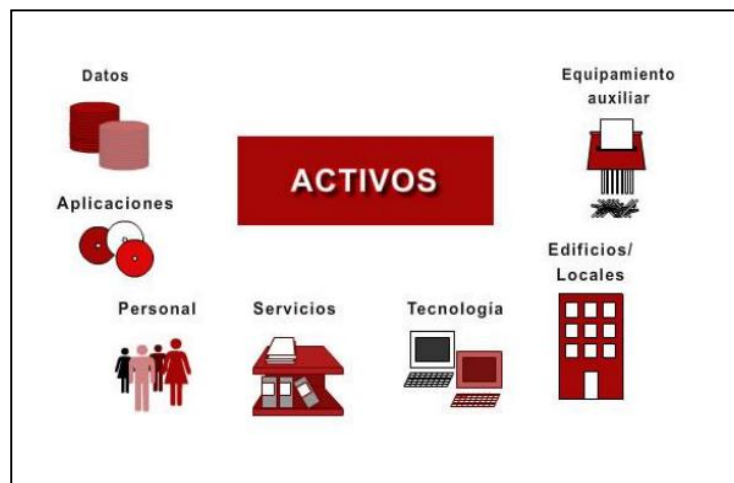 Datos
Equipamiento
auxiliar
ACTIVOS
Aplicaciones
Edificios/
Locales
Personal
Servicios
Tecnología